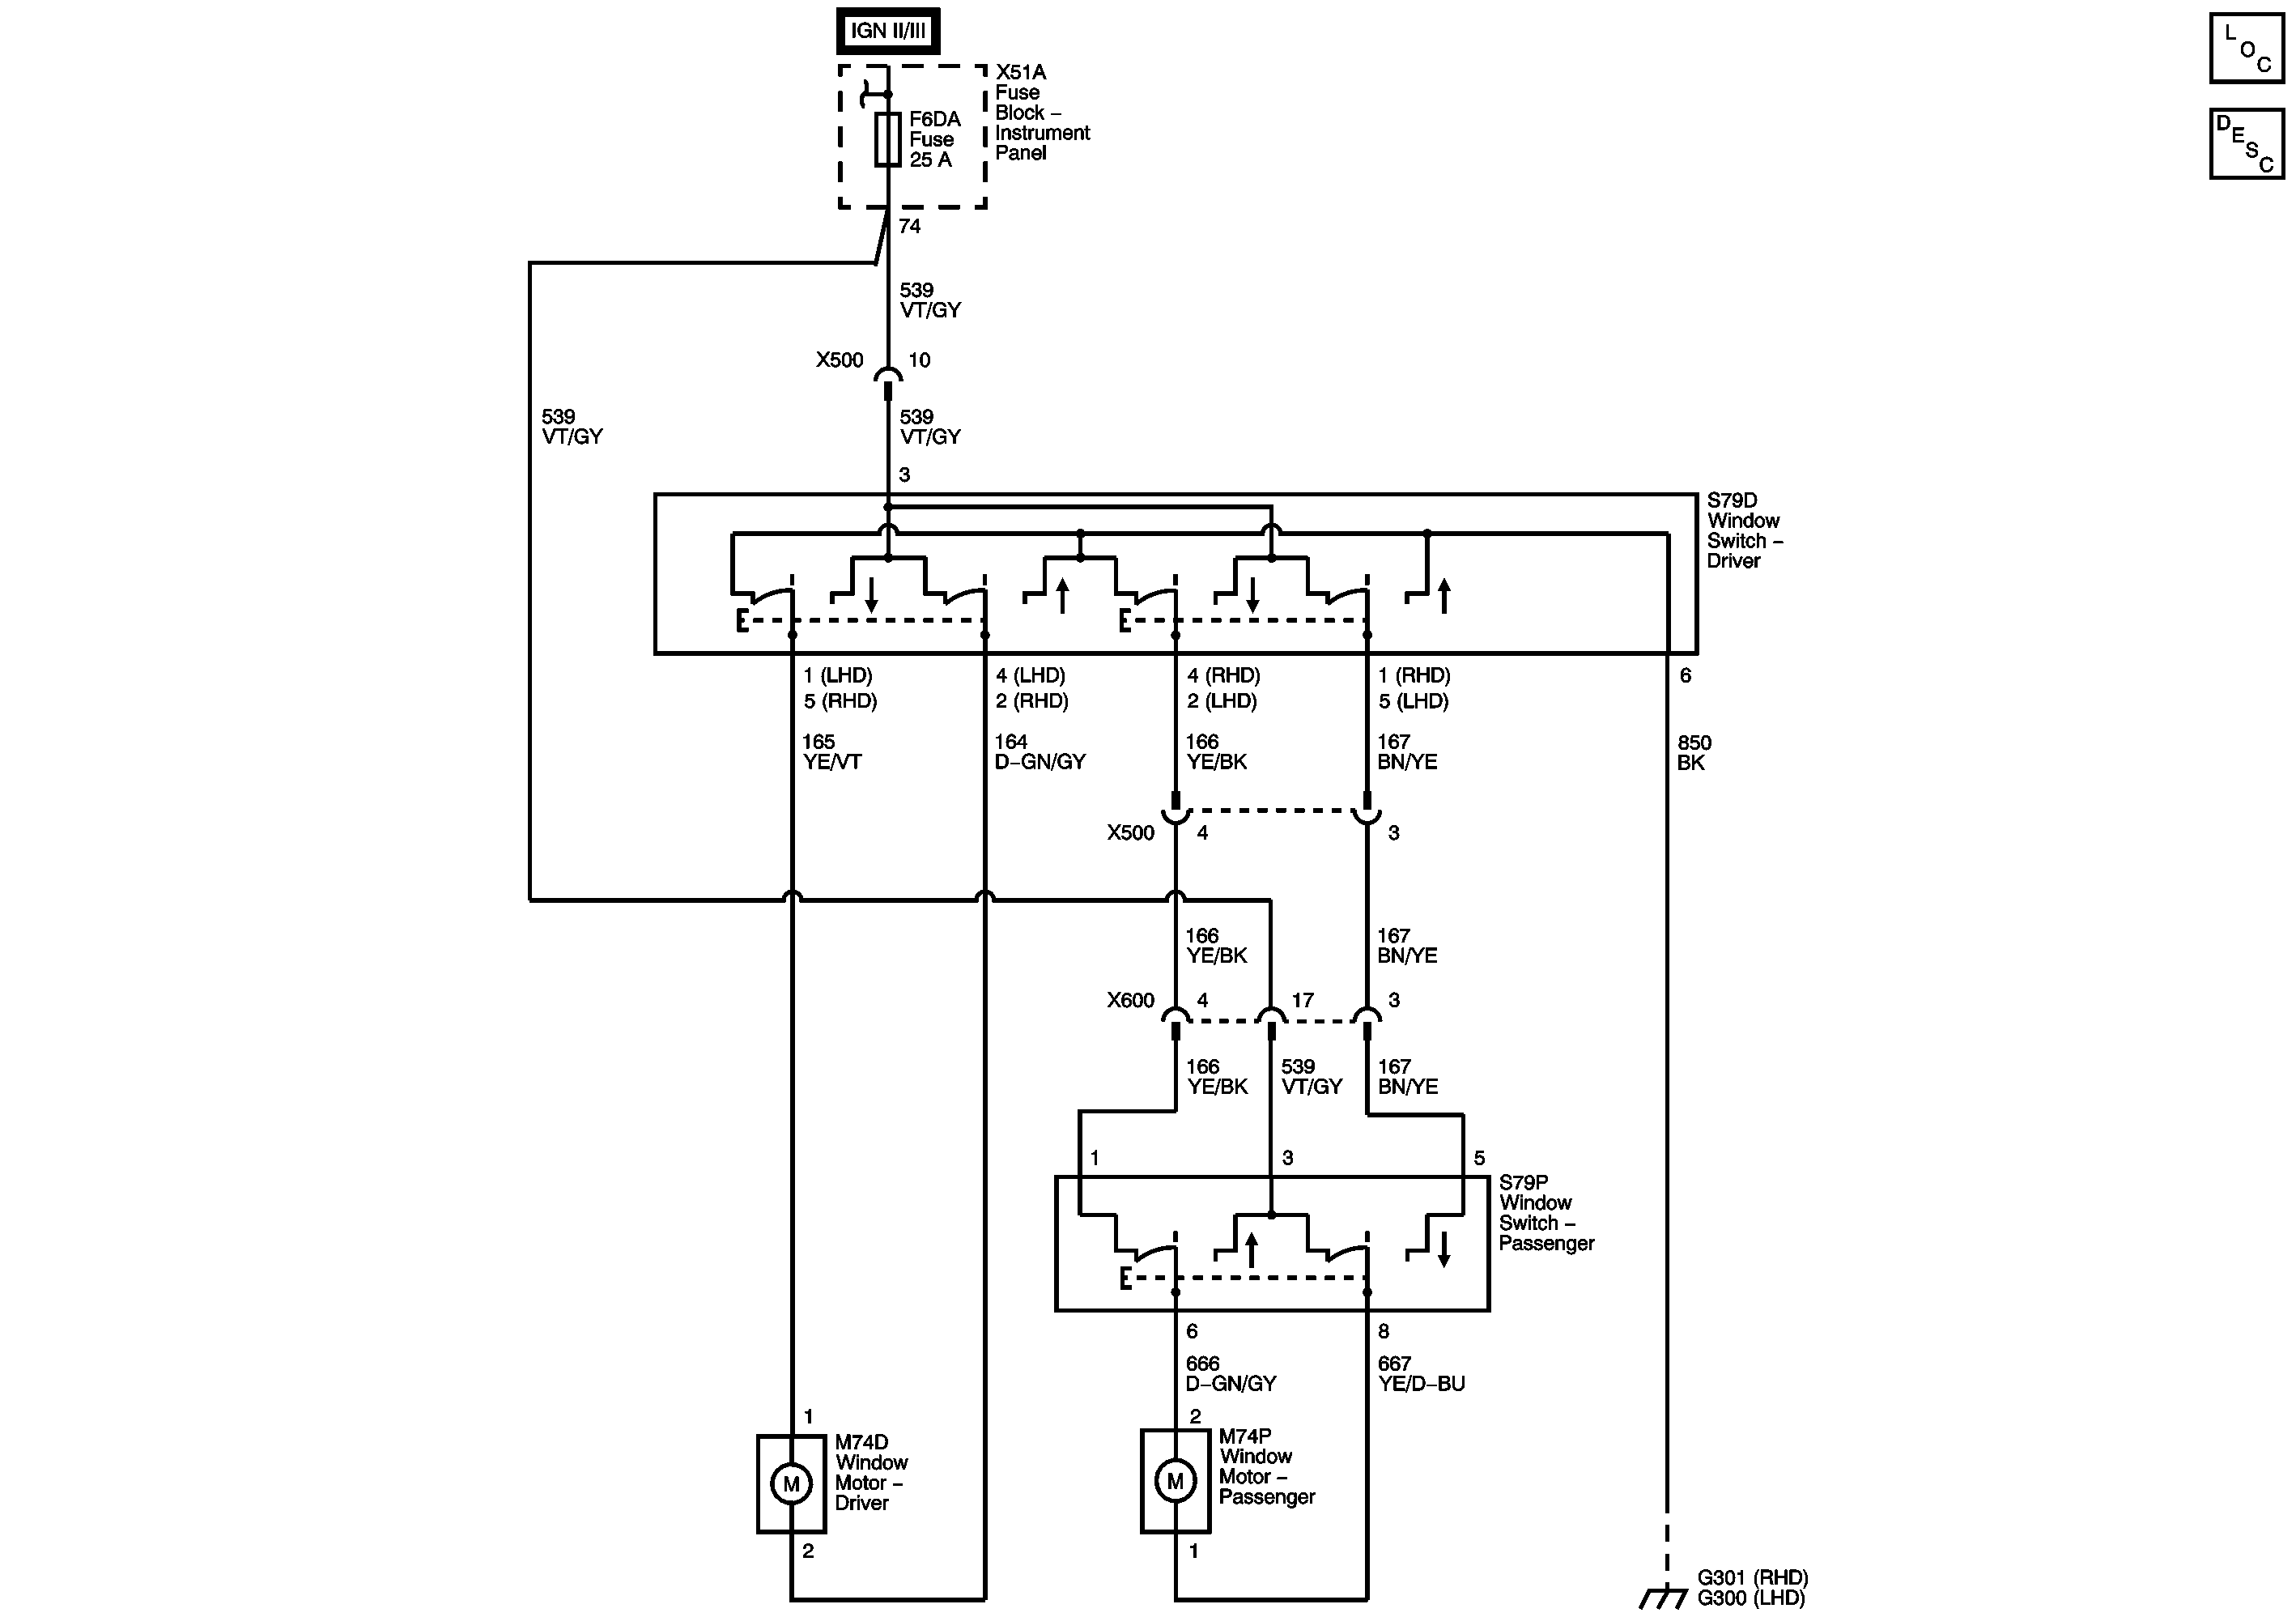 IGN II/III
L
O
C
X51A
Fuse
Block –
Instrument
Panel
F6DA
Fuse
25 A
D
E
S
C
74
539
VT/GY
X500
10
539
VT/GY
539
VT/GY
3
S79D
Window
Switch –
Driver
1 (LHD)
5 (RHD)
4 (LHD)
2 (RHD)
4 (RHD)
2 (LHD)
1 (RHD)
5 (LHD)
6
165
YE/VT
164
D–GN/GY
166
YE/BK
167
BN/YE
850
BK
X500
4
3
166
YE/BK
167
BN/YE
X600
4
17
3
166
YE/BK
539
VT/GY
167
BN/YE
1
3
5
S79P
Window
Switch –
Passenger
6
8
666
D–GN/GY
667
YE/D–BU
1
M74D
Window
Motor –
Driver
M
2
2
M74P
Window
Motor –
Passenger
M
1
G301 (RHD)
G300 (LHD)